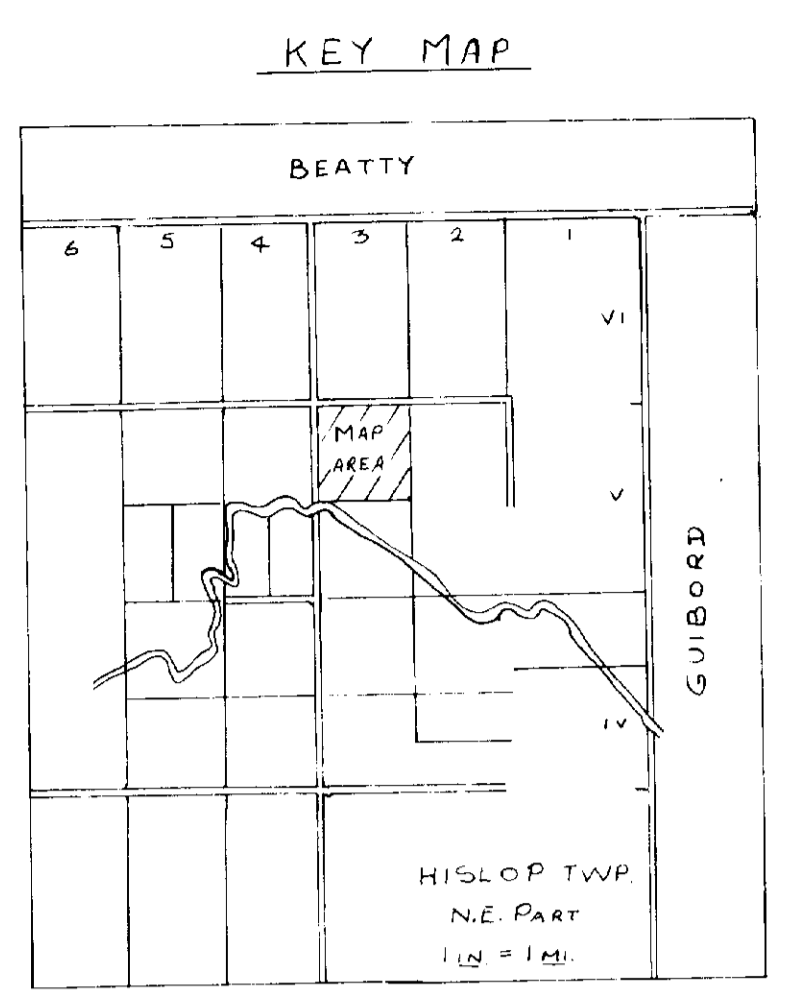 KEY MAP
BEATTY
6 5 4 3 2 1
VI
MAP
AREA
V
GUIBORD
IV
HISLOP TWP.
N.E. PART
1 IN. = 1 MI.